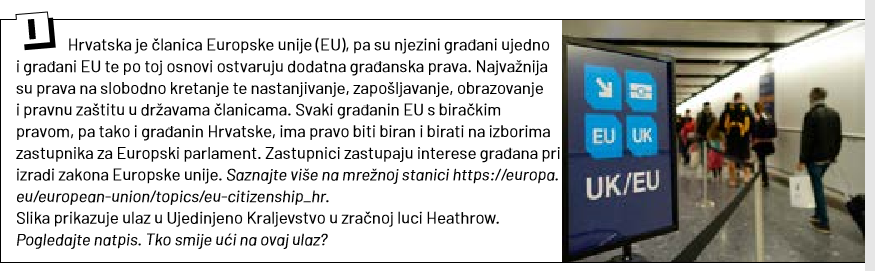 Hrvatska je članica Europske unije (EU), pa su njezini građani ujedno
i građani EU te po toj osnovi ostvaruju dodatna građanska prava. Najvažnija
su prava na slobodno kretanje te nastanjivanje, zapošljavanje, obrazovanje
i pravnu zaštitu u državama članicama. Svaki građanin EU s biračkim
pravom, pa tako i građanin Hrvatske, ima pravo biti biran i birati na izborima
zastupnika za Europski parlament. Zastupnici zastupaju interese građana pri
izradi zakona Europske unije. Saznajte više na mrežnoj stanici https://europa.
eu/european-union/topics/eu-citizenship_hr.
Slika prikazuje ulaz u Ujedinjeno Kraljevstvo u zračnoj luci Heathrow.
Pogledajte natpis. Tko smije ući na ovaj ulaz?
EU UK
UK/EU